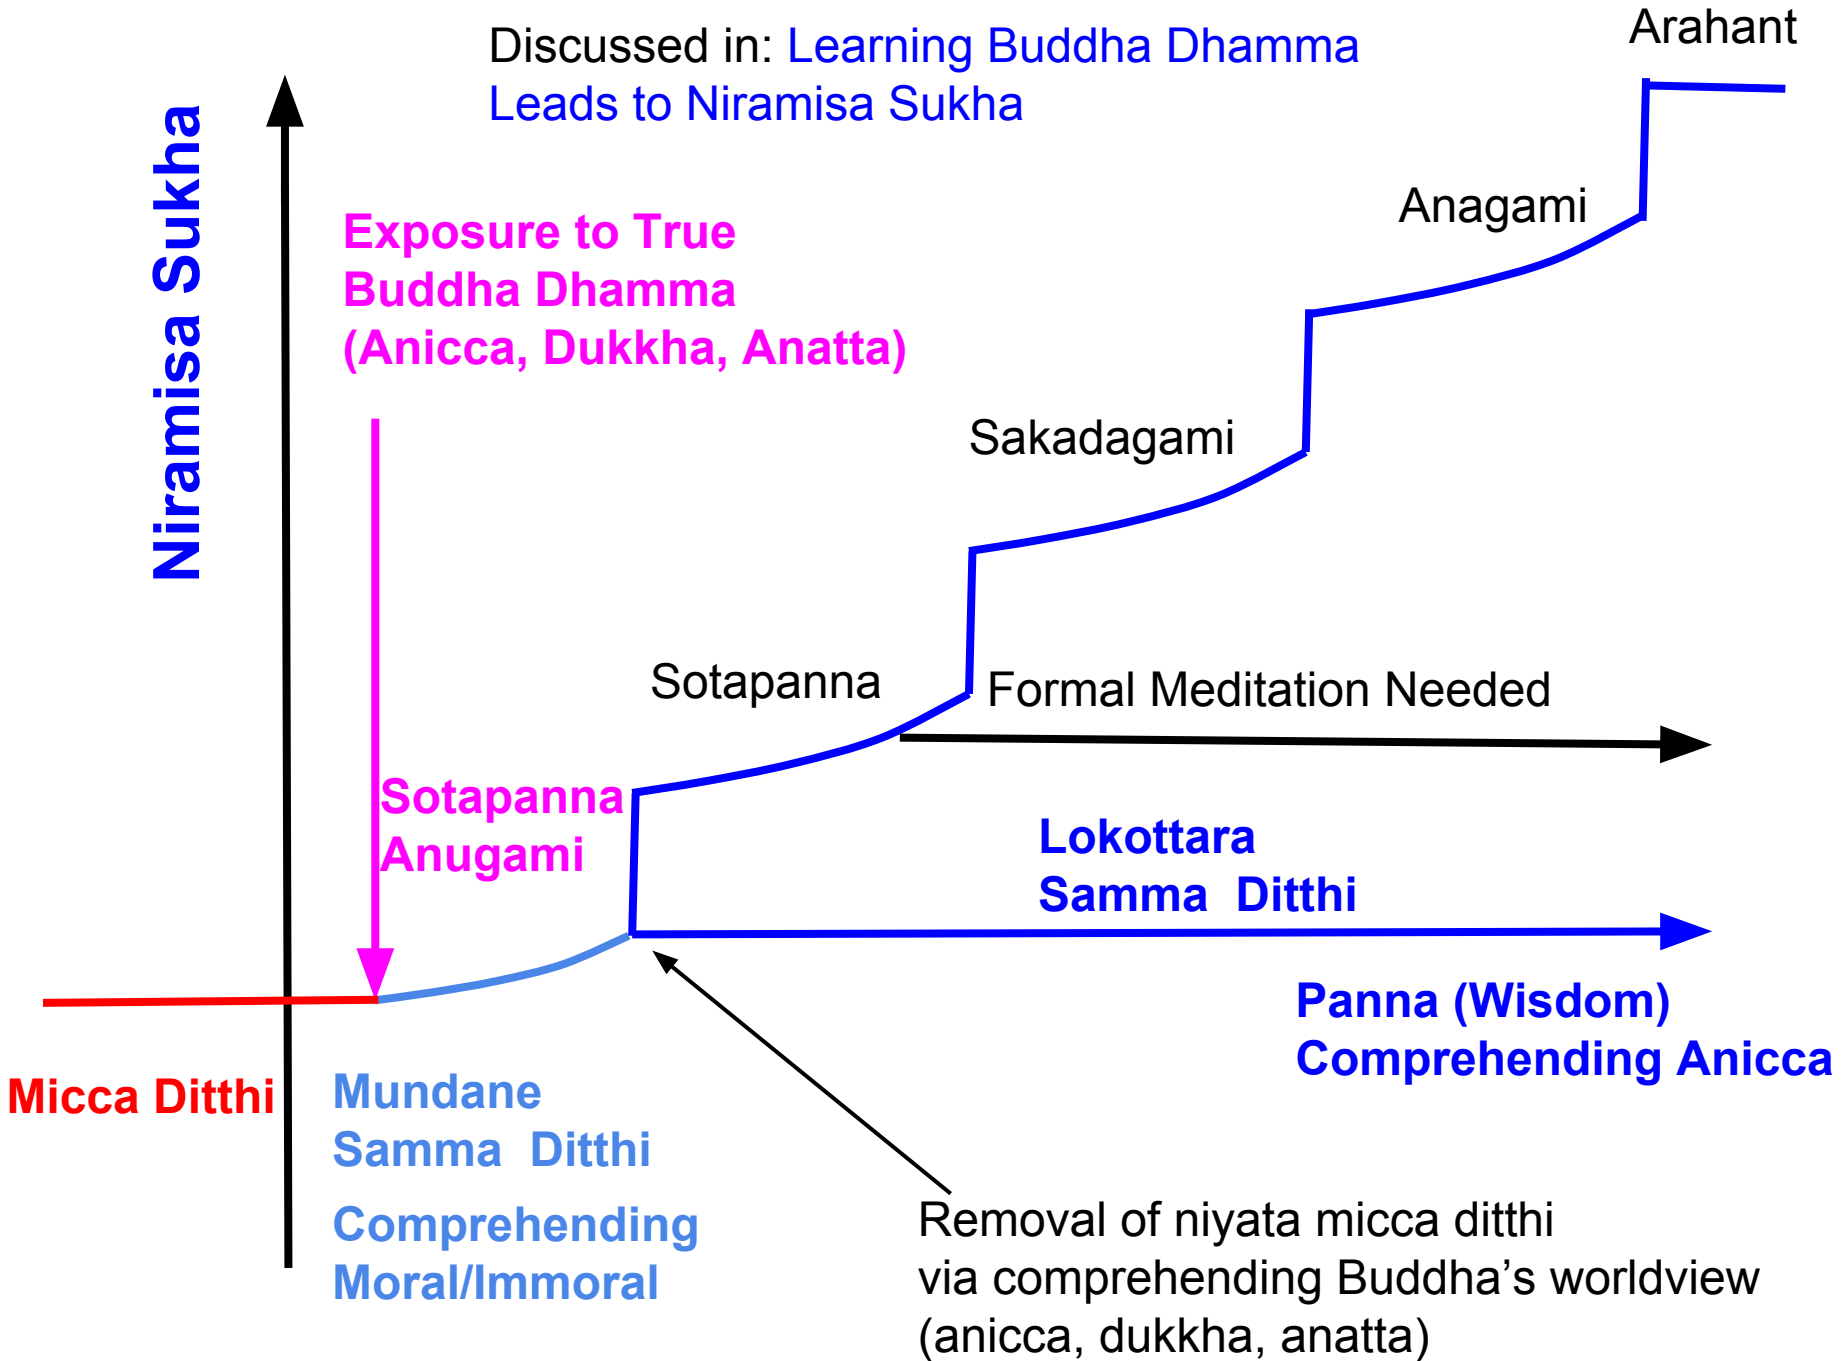 Arahant
Discussed in: Learning Buddha Dhamma
Leads to Niramisa Sukha
Niramisa Sukha
Anagami
Exposure to True
Buddha Dhamma
(Anicca, Dukkha, Anatta)
Sakadagami
Sotapanna
Formal Meditation Needed
Sotapanna
Anugami
Lokottara
Samma  Ditthi
Panna (Wisdom)
Comprehending Anicca
Micca Ditthi
Mundane
Samma  Ditthi
Comprehending
Moral/Immoral
Removal of niyata micca ditthi
via comprehending Buddha’s worldview
(anicca, dukkha, anatta)